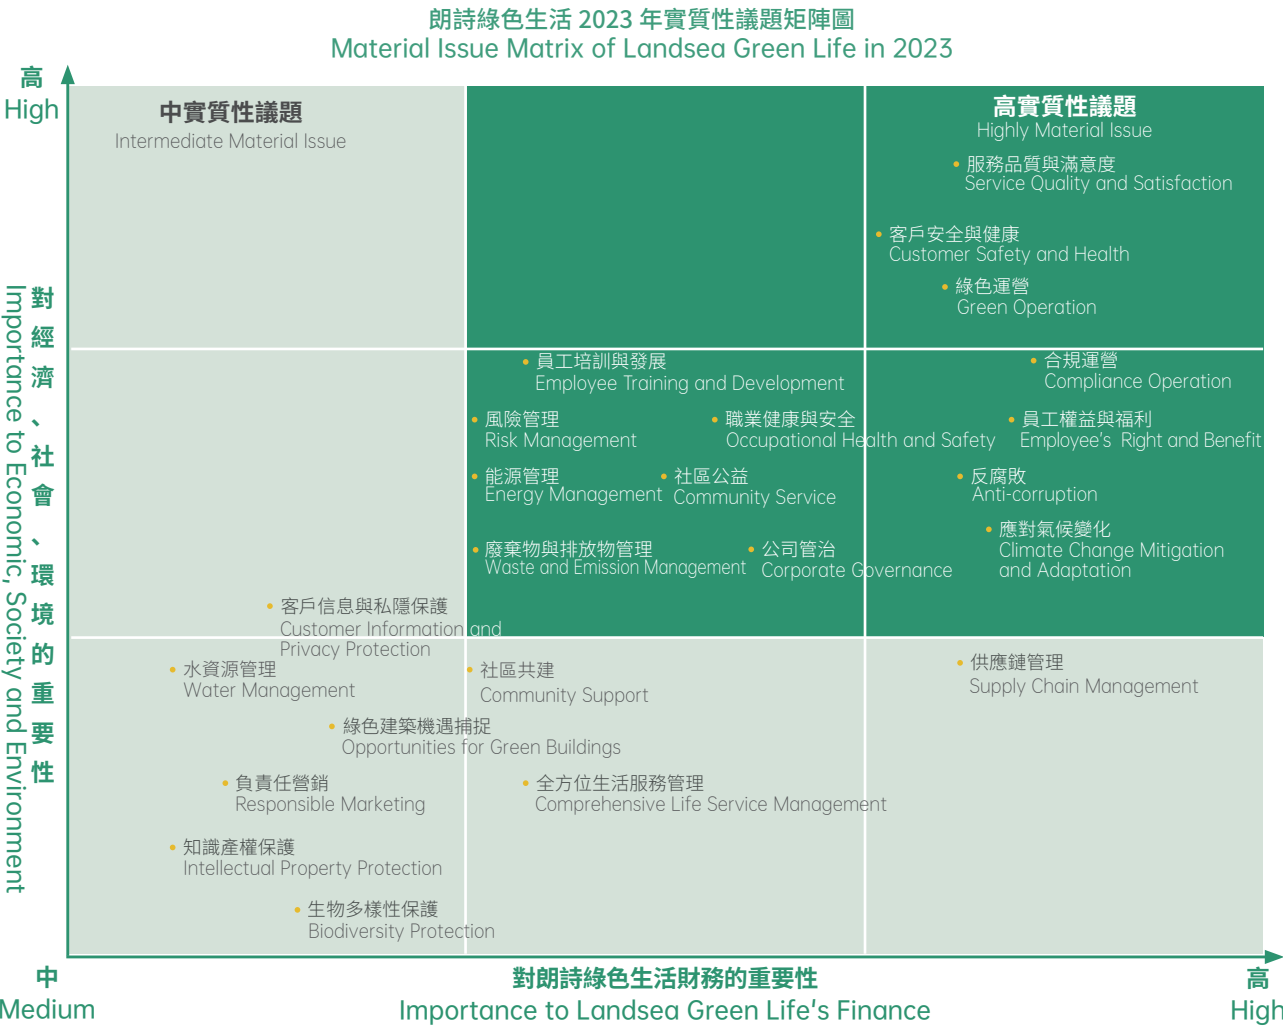 朗詩綠色生活 2023 年實質性議題矩陣圖
Material Issue Matrix of Landsea Green Life in 2023
高
High
對經濟、社會、環境的重要性
Importance to Economic, Society and Environment
中實質性議題
Intermediate Material Issue
高實質性議題
Highly Material Issue
服務品質與滿意度
Service Quality and Satisfaction
客戶安全與健康
Customer Safety and Health
綠色運營
Green Operation
員工培訓與發展
Employee Training and Development
合規運營
Compliance Operation
風險管理
Risk Management
職業健康與安全
Occupational Health and Safety
員工權益與福利
Employee's Right and Benefit
能源管理
Energy Management
社區公益
Community Service
反腐敗
Anti-corruption
應對氣候變化
Climate Change Mitigation
and Adaptation
廢棄物與排放物管理
Waste and Emission Management
公司管治
Corporate Governance
客戶信息與私隱保護
Customer Information and
Privacy Protection
水資源管理
Water Management
社區共建
Community Support
供應鏈管理
Supply Chain Management
綠色建築機遇捕捉
Opportunities for Green Buildings
負責任營銷
Responsible Marketing
全方位生活服務管理
Comprehensive Life Service Management
知識產權保護
Intellectual Property Protection
生物多樣性保護
Biodiversity Protection
中
Medium
對朗詩綠色生活財務的重要性
Importance to Landsea Green Life's Finance
高
High